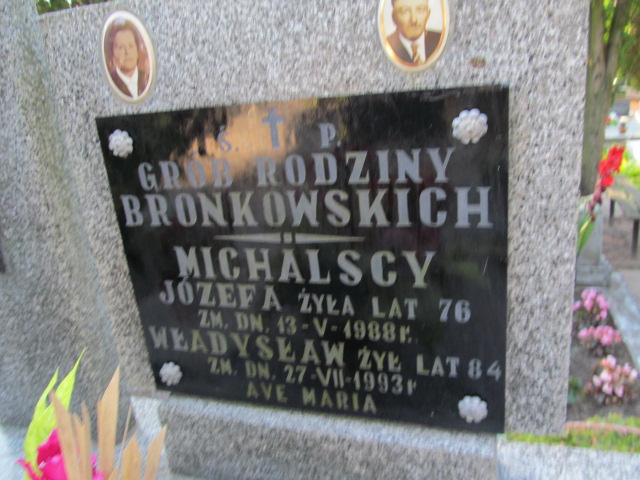 Ś. P.
GRÓB RODZINY
BRONKOWSKICH
MICHALSCY
JÓZEFA ŻYŁA LAT 76
ZM. DN. 13-V-1988 r.
WŁADYSŁAW ŻYŁ LAT 84
ZM. DN. 27-VII-1993 r
AVE MARIA